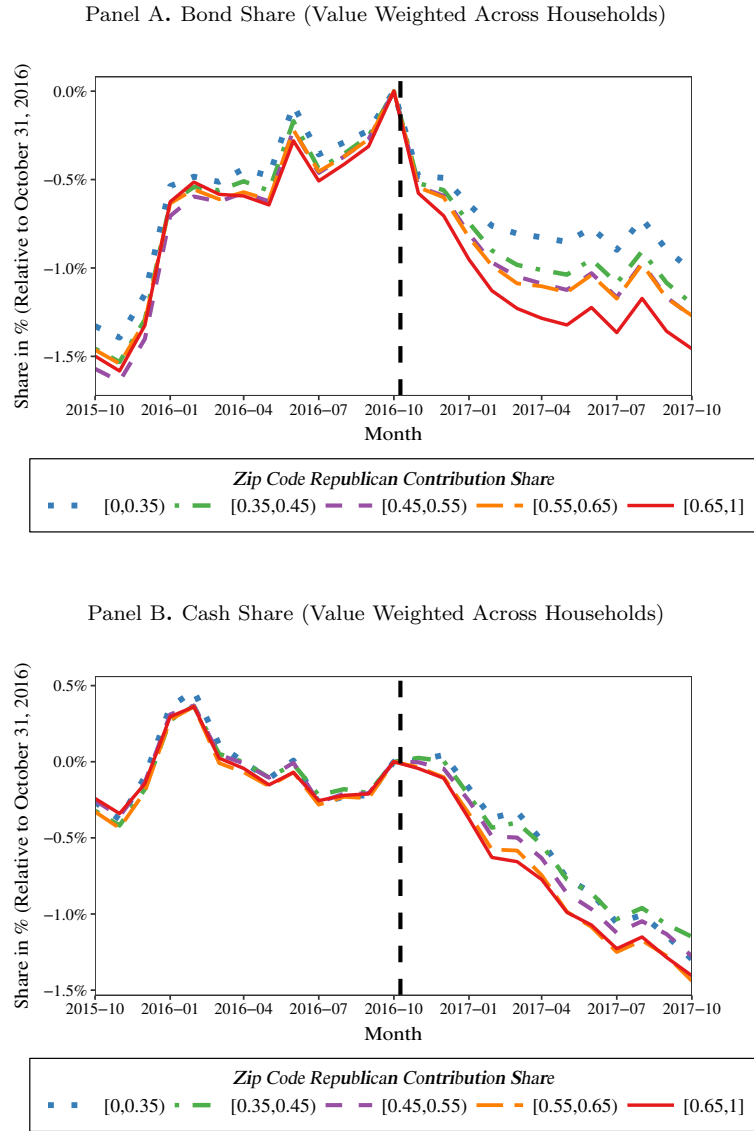 Panel A. Bond Share (Value Weighted Across Households)
Share in % (Relative to October 31, 2016)
0.0%
−0.5%
−1.0%
−1.5%
2015−10 2016−01 2016−04 2016−07 2016−10 2017−01 2017−04 2017−07 2017−10
Month
Zip Code Republican Contribution Share
[0,0.35) [0.35,0.45) [0.45,0.55) [0.55,0.65) [0.65,1]
Panel B. Cash Share (Value Weighted Across Households)
Share in % (Relative to October 31, 2016)
0.5%
0.0%
−0.5%
−1.0%
−1.5%
2015−10 2016−01 2016−04 2016−07 2016−10 2017−01 2017−04 2017−07 2017−10
Month
Zip Code Republican Contribution Share
[0,0.35) [0.35,0.45) [0.45,0.55) [0.55,0.65) [0.65,1]